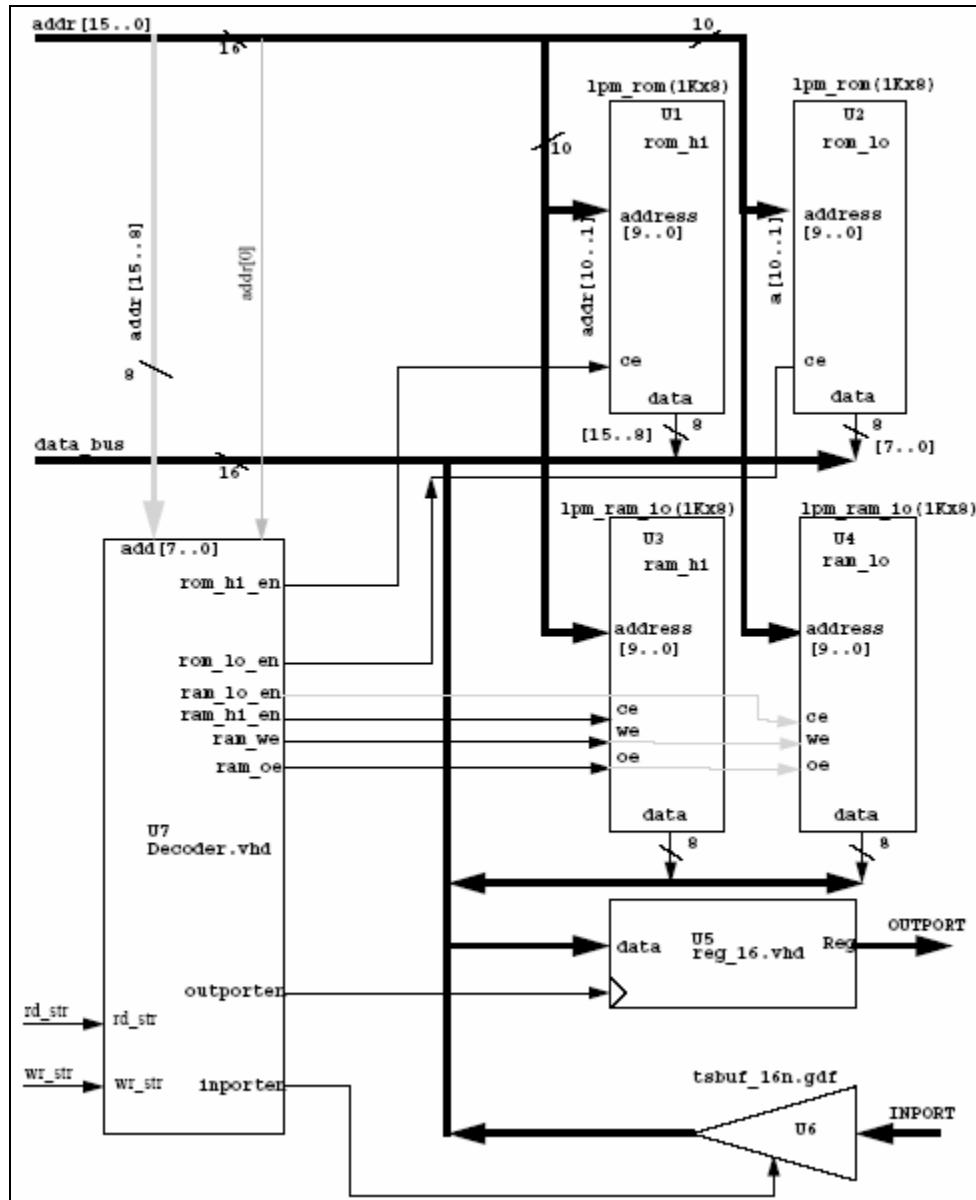 addr[15..0]
16
10
lpm_rom(1Kx8)
U1
rom_hi
address
[9..0]
ce
data
8
[15..8]
lpm_rom(1Kx8)
U2
rom_lo
address
[9..0]
ce
data
8
[7..0]
10
addr[10..1]
a[10..1]
addr[15..8]
8
addr[0]
data_bus
16
add[7..0]
rom_hi_en
rom_lo_en
ram_lo_en
ram_hi_en
ram_we
ram_oe
U7
Decoder.vhd
outporten
rd_str
rd_str
wr_str
wr_str
inporten
lpm_ram_io(1Kx8)
U3
ram_hi
address
[9..0]
ce
we
oe
data
8
lpm_ram_io(1Kx8)
U4
ram_lo
address
[9..0]
ce
we
oe
data
8
data
U5
reg_16.vhd
Reg
OUTPORT
tsbuf_16n.gdf
U6
INPORT